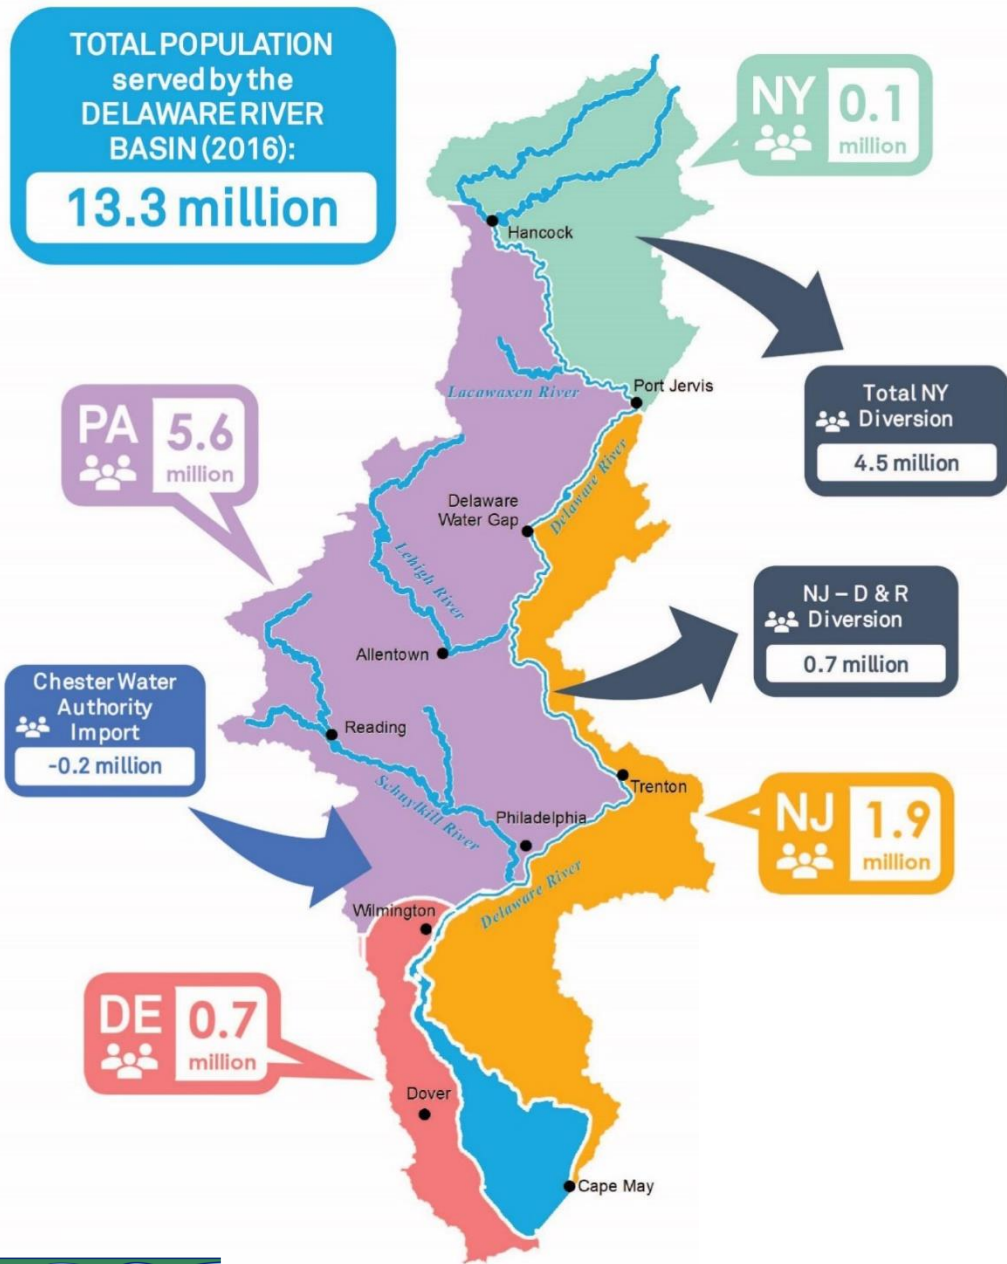 TOTAL POPULATION
served by the
DELAWARE RIVER
BASIN (2016):
13.3 million
NY
0.1
million
Hancock
Lacawaxen River
Port Jervis
Total NY
Diversion
4.5 million
PA
5.6
million
Delaware
Water Gap
Delaware River
Lehigh River
NJ – D & R
Diversion
0.7 million
Allentown
Chester Water
Authority
Import
-0.2 million
Reading
Schuylkill River
Trenton
Philadelphia
NJ
1.9
million
Delaware River
Wilmington
DE
0.7
million
Dover
Cape May